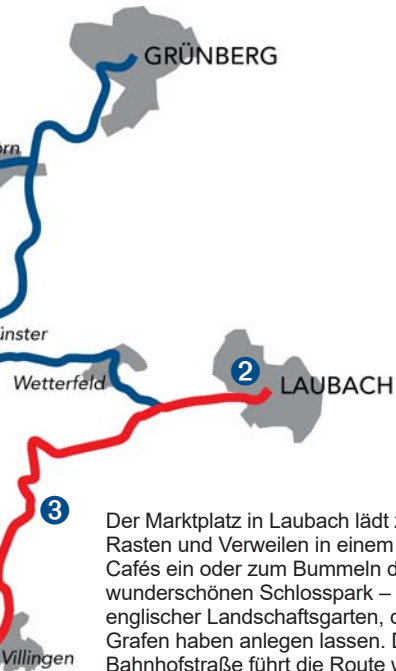 GRÜNBERG
Wetterfeld
2
LAUBACH
3
Der Marktplatz in Laubach lädt
Rasten und Verweilen in einem
Cafés ein oder zum Bummeln
wunderschönen Schlosspark –
englischer Landschaftsgarten,
Grafen haben anlegen lassen.
Bahnhofstraße führt die Route
Villingen